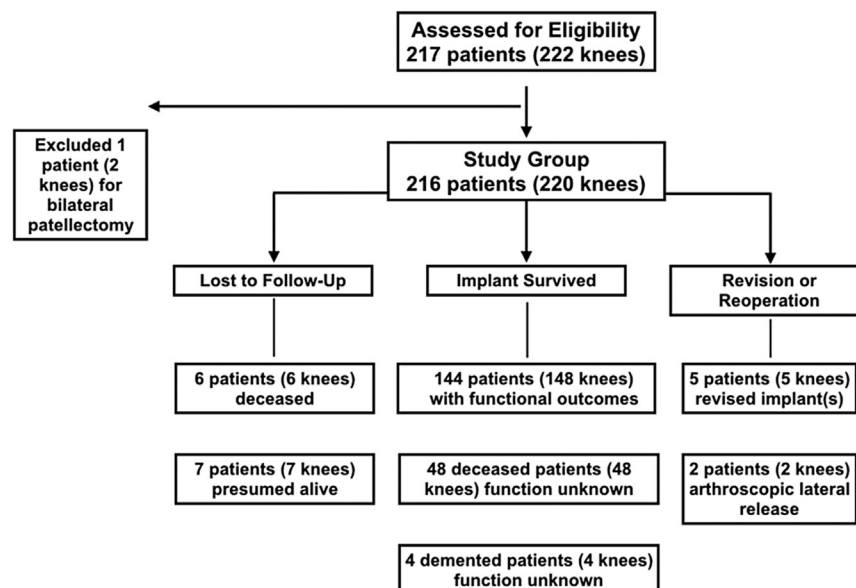 Assessed for Eligibility
217 patients (222 knees)
Excluded 1
patient (2
knees) for
bilateral
patellectomy
Study Group
216 patients (220 knees)
Lost to Follow-Up
Implant Survived
Revision or
Reoperation
6 patients (6 knees)
deceased
144 patients (148 knees)
with functional outcomes
5 patients (5 knees)
revised implant(s)
7 patients (7 knees)
presumed alive
48 deceased patients (48
knees) function unknown
2 patients (2 knees)
arthroscopic lateral
release
4 demented patients (4 knees)
function unknown